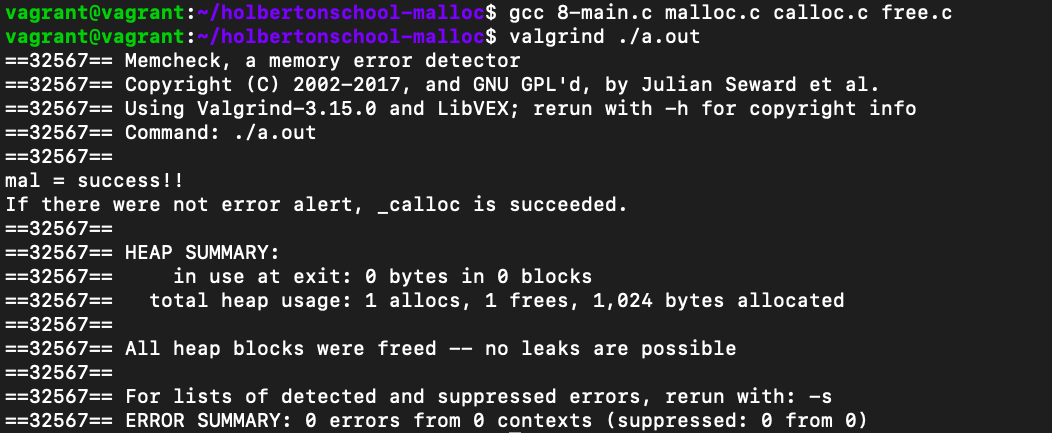 vagrant@vagrant:~/holbertonschool-malloc$ gcc 8-main.c malloc.c calloc.c free.c
vagrant@vagrant:~/holbertonschool-malloc$ valgrind ./a.out
==32567== Memcheck, a memory error detector
==32567== Copyright (C) 2002-2017, and GNU GPL'd, by Julian Seward et al.
==32567== Using Valgrind-3.15.0 and LibVEX; rerun with -h for copyright info
==32567== Command: ./a.out
==32567==
mal = success!!
If there were not error alert, _calloc is succeeded.
==32567==
==32567== HEAP SUMMARY:
==32567==     in use at exit: 0 bytes in 0 blocks
==32567==   total heap usage: 1 allocs, 1 frees, 1,024 bytes allocated
==32567==
==32567== All heap blocks were freed -- no leaks are possible
==32567==
==32567== For lists of detected and suppressed errors, rerun with: -s
==32567== ERROR SUMMARY: 0 errors from 0 contexts (suppressed: 0 from 0)